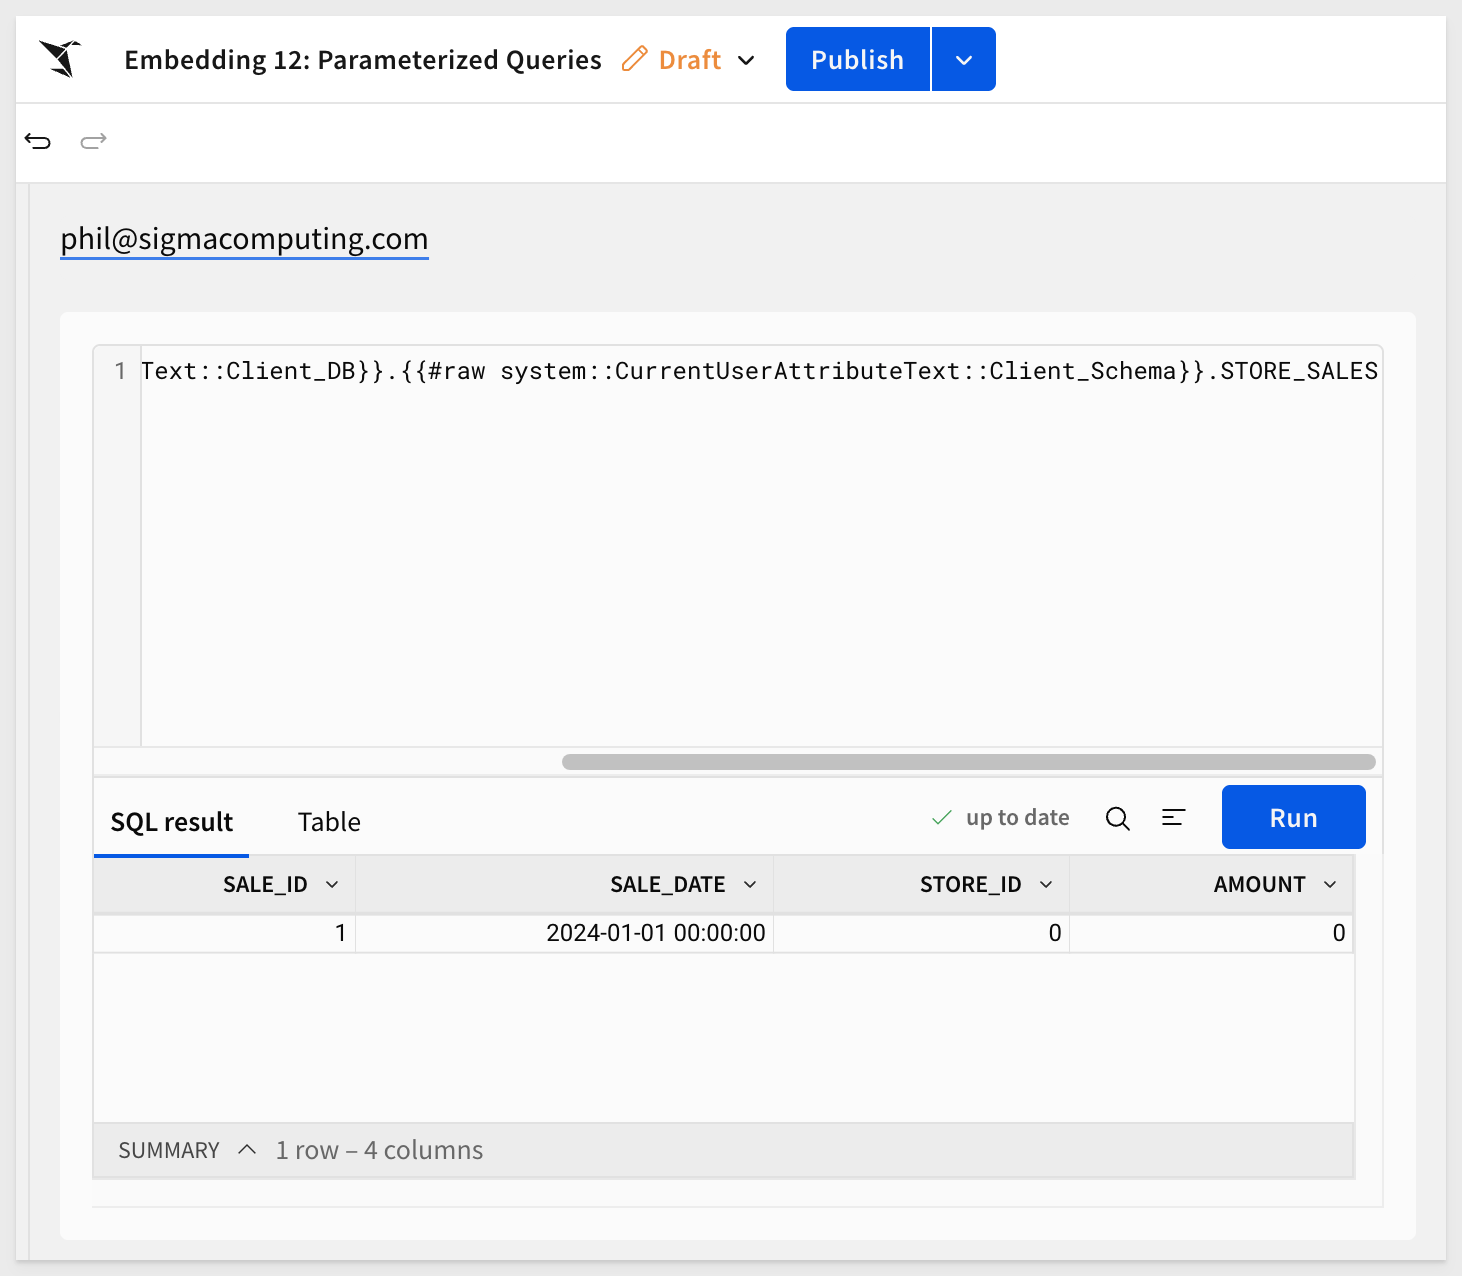 Embedding 12: Parameterized Queries Draft Publish
phil@sigmacomputing.com
1 Text::Client_DB}}.{{#raw system::CurrentUserAttributeText::Client_Schema}}.STORE_SALES
SQL result Table up to date Run
SALE_ID SALE_DATE STORE_ID AMOUNT
1 2024-01-01 00:00:00 0 0
SUMMARY 1 row – 4 columns